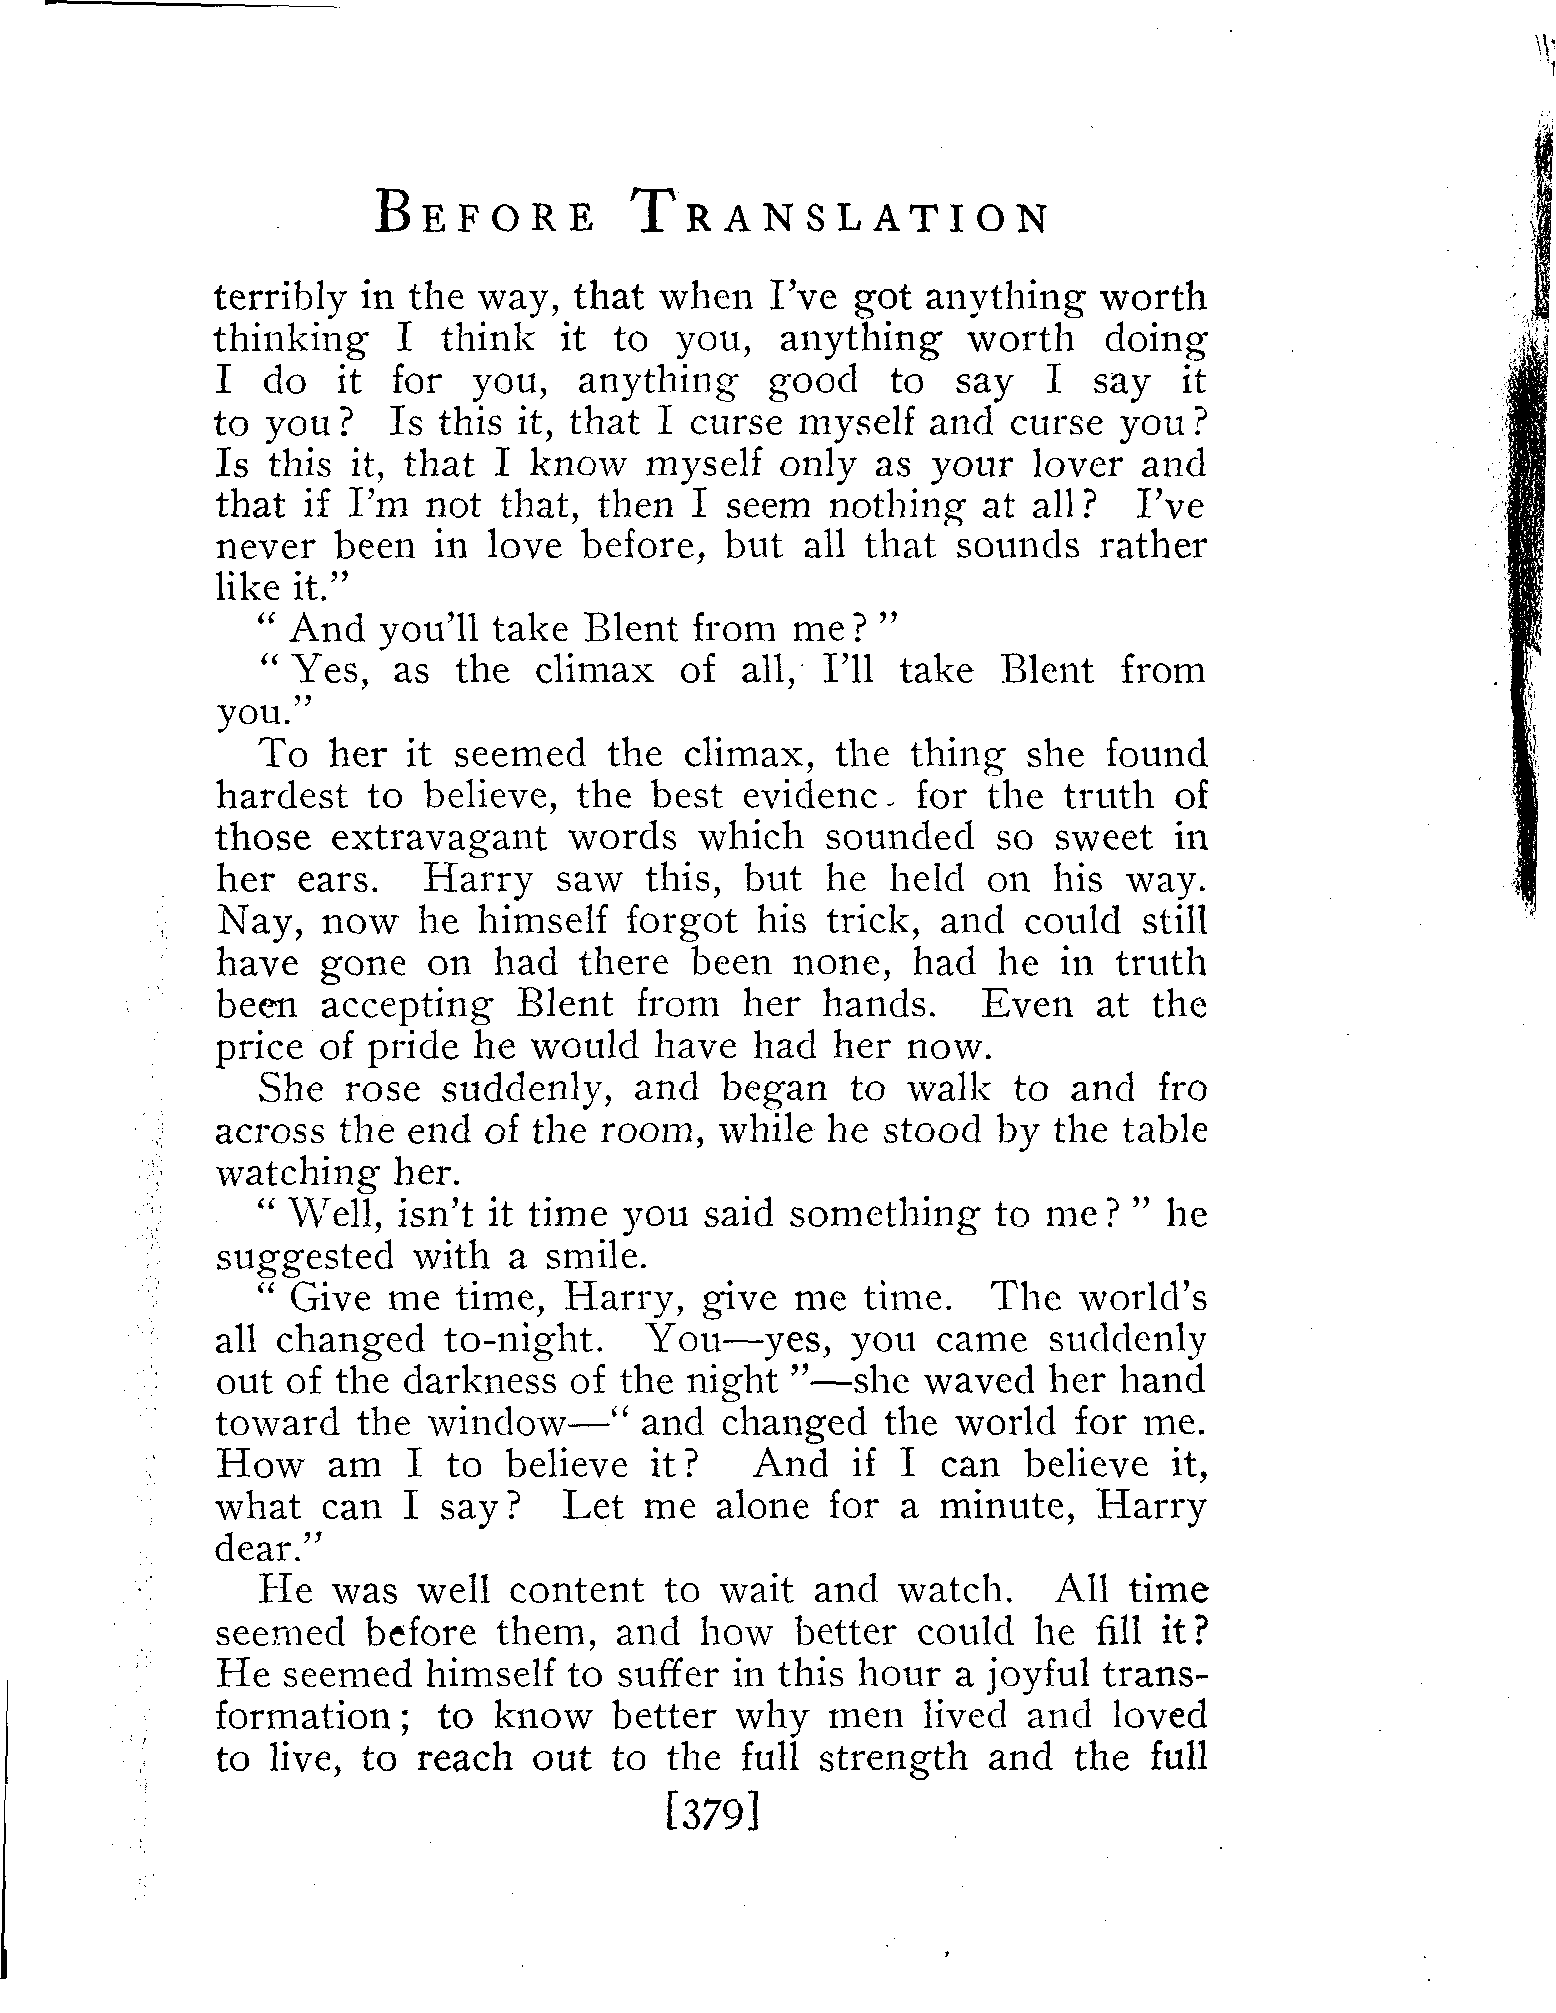 BEFORE TRANSLATION
terribly in the way, that when I've got anything worth
thinking I think it to you, anything worth doing
I do it for you, anything good to say I say it
to you? Is this it, that I curse myself and curse you?
Is this it, that I know myself only as your lover and
that if I'm not that, then I seem nothing at all? I've
never been in love before, but all that sounds rather
like it."
" And you'll take Blent from me? "
" Yes, as the climax of all, I'll take Blent from
you."
To her it seemed the climax, the thing she found
hardest to believe, the best evidenc. for the truth of
those extravagant words which sounded so sweet in
her ears. Harry saw this, but he held on his way.
Nay, now he himself forgot his trick, and could still
have gone on had there been none, had he in truth
been accepting Blent from her hands. Even at the
price of pride he would have had her now.
She rose suddenly, and began to walk to and fro
across the end of the room, while he stood by the table
watching her.
" Well, isn't it time you said something to me? " he
suggested with a smile.
" Give me time, Harry, give me time. The world's
all changed to-night. You—yes, you came suddenly
out of the darkness of the night "—she waved her hand
toward the window—" and changed the world for me.
How am I to believe it? And if I can believe it,
what can I say? Let me alone for a minute, Harry
dear."
He was well content to wait and watch. All time
seemed before them, and how better could he fill it?
He seemed himself to suffer in this hour a joyful trans-
formation; to know better why men lived and loved
to live, to reach out to the full strength and the full
[379]